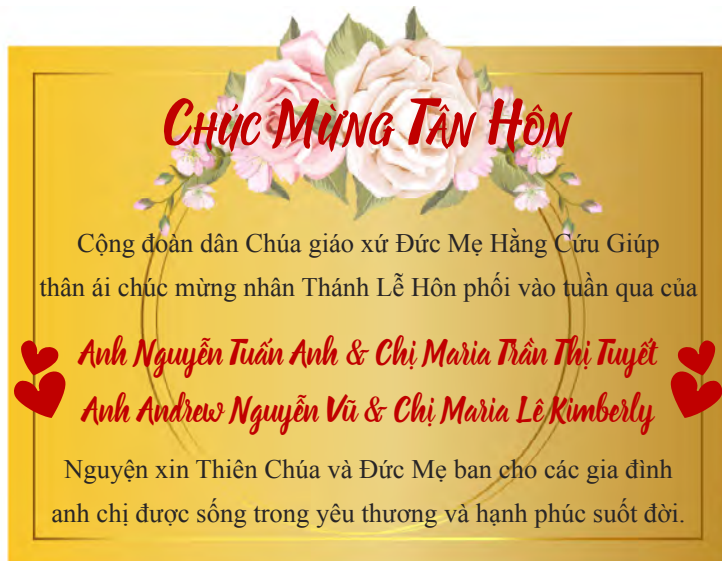 Chúc Mừng Tân Hôn
Cộng đoàn dân Chúa giáo xứ Đức Mẹ Hằng Cứu Giúp
thân ái chúc mừng nhân Thánh Lễ Hôn phối vào tuần qua của
Anh Nguyễn Tuấn Anh & Chị Maria Trần Thị Tuyết
Anh Andrew Nguyễn Vũ & Chị Maria Lê Kimberly
Nguyện xin Thiên Chúa và Đức Mẹ ban cho các gia đình
anh chị được sống trong yêu thương và hạnh phúc suốt đời.